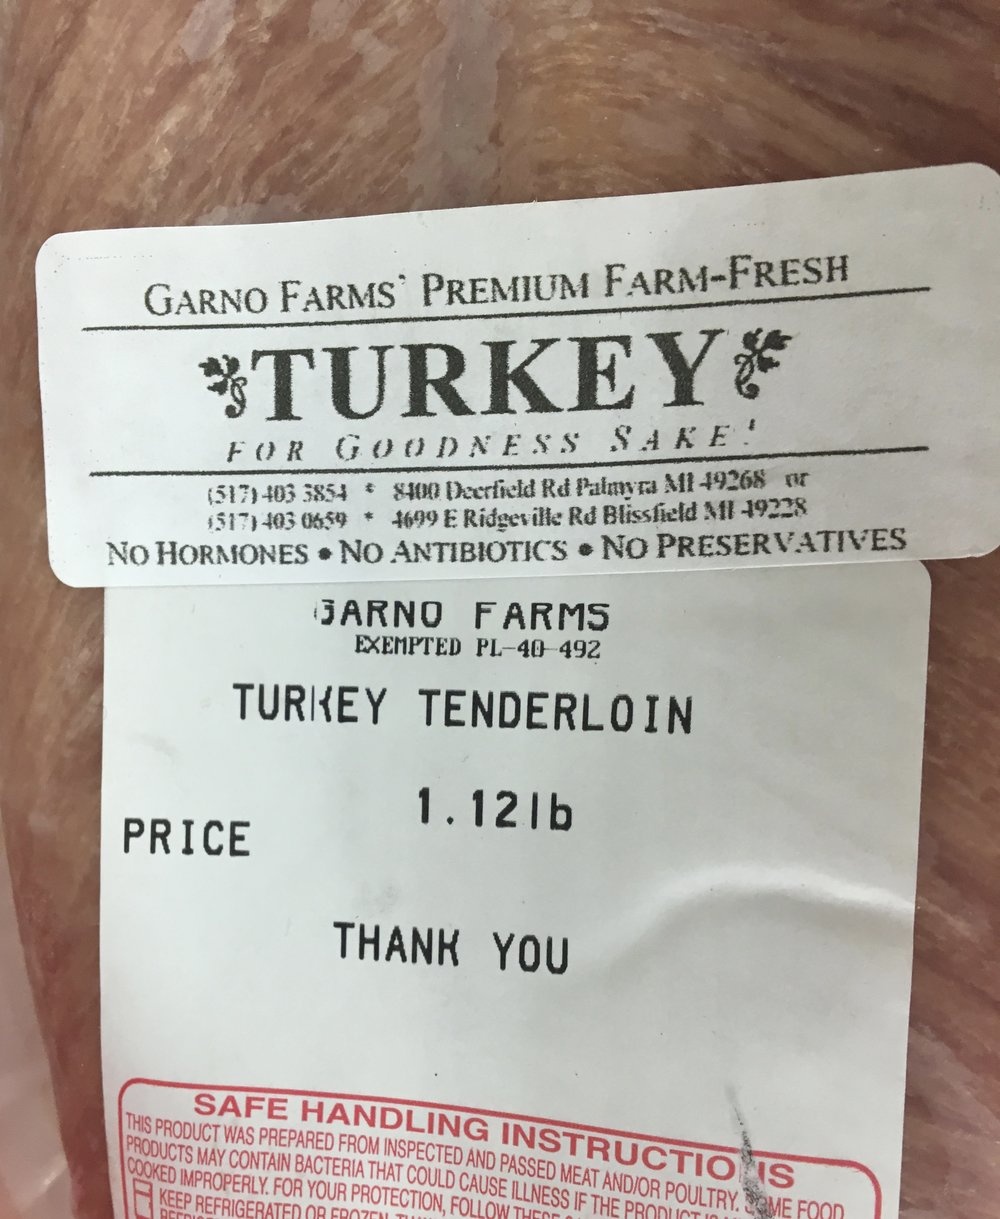 GARNO FARMS' PREMIUM FARM-FRESH
TURKEY
FOR GOODNESS SAKE!
(517) 403 3854 * 8400 Deerfield Rd Palmyra MI 49268 or
(517) 403 0659 * 4699 E Ridgeville Rd Blissfield MI 49228
NO HORMONES • NO ANTIBIOTICS • NO PRESERVATIVES
GARNO FARMS
EXEMPTED PL-40-492
TURKEY TENDERLOIN
1.12lb
PRICE
THANK YOU
SAFE HANDLING INSTRUCTIONS
THIS PRODUCT WAS PREPARED FROM INSPECTED AND PASSED MEAT AND/OR POULTRY. SOME FOOD
PRODUCTS MAY CONTAIN BACTERIA THAT COULD CAUSE ILLNESS IF THE PRODUCT IS
COOKED IMPROPERLY. FOR YOUR PROTECTION, FOLLOW THESE
KEEP REFRIGERATED OR FROZEN.